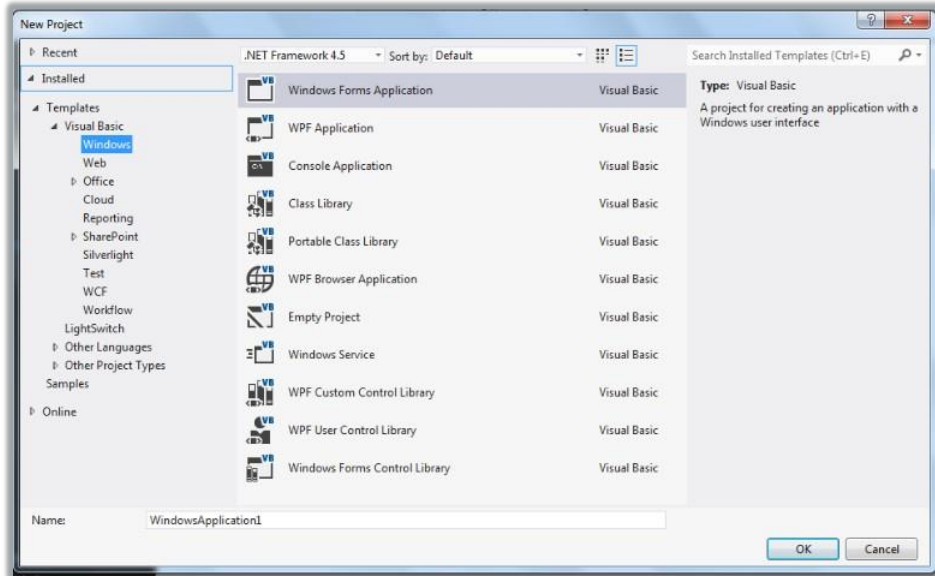 New Project
Recent
.NET Framework 4.5 Sort by: Default
Search Installed Templates (Ctrl+E)
Installed
Templates
Visual Basic
Windows
Web
Office
Cloud
Reporting
SharePoint
Silverlight
Test
WCF
Workflow
LightSwitch
Other Languages
Other Project Types
Samples
Online
VB Windows Forms Application Visual Basic
VB WPF Application Visual Basic
VB C:\ Console Application Visual Basic
VB Class Library Visual Basic
VB Portable Class Library Visual Basic
VB WPF Browser Application Visual Basic
VB Empty Project Visual Basic
VB Windows Service Visual Basic
VB WPF Custom Control Library Visual Basic
VB WPF User Control Library Visual Basic
VB Windows Forms Control Library Visual Basic
Type: Visual Basic
A project for creating an application with a
Windows user interface
Name: WindowsApplication1
OK Cancel